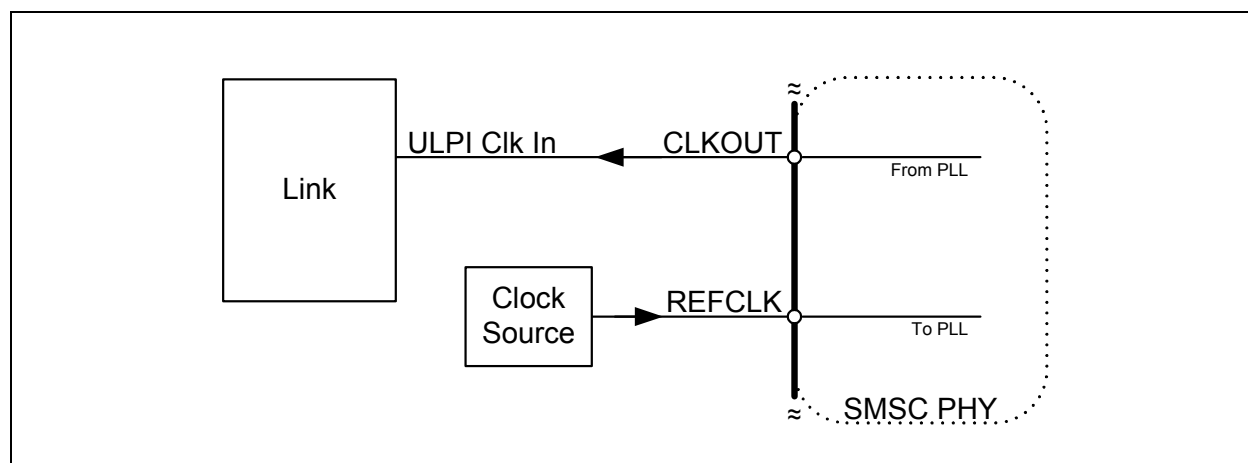 ULPI Clk In
CLKOUT
From PLL
Link
Clock
Source
REFCLK
To PLL
SMSC PHY